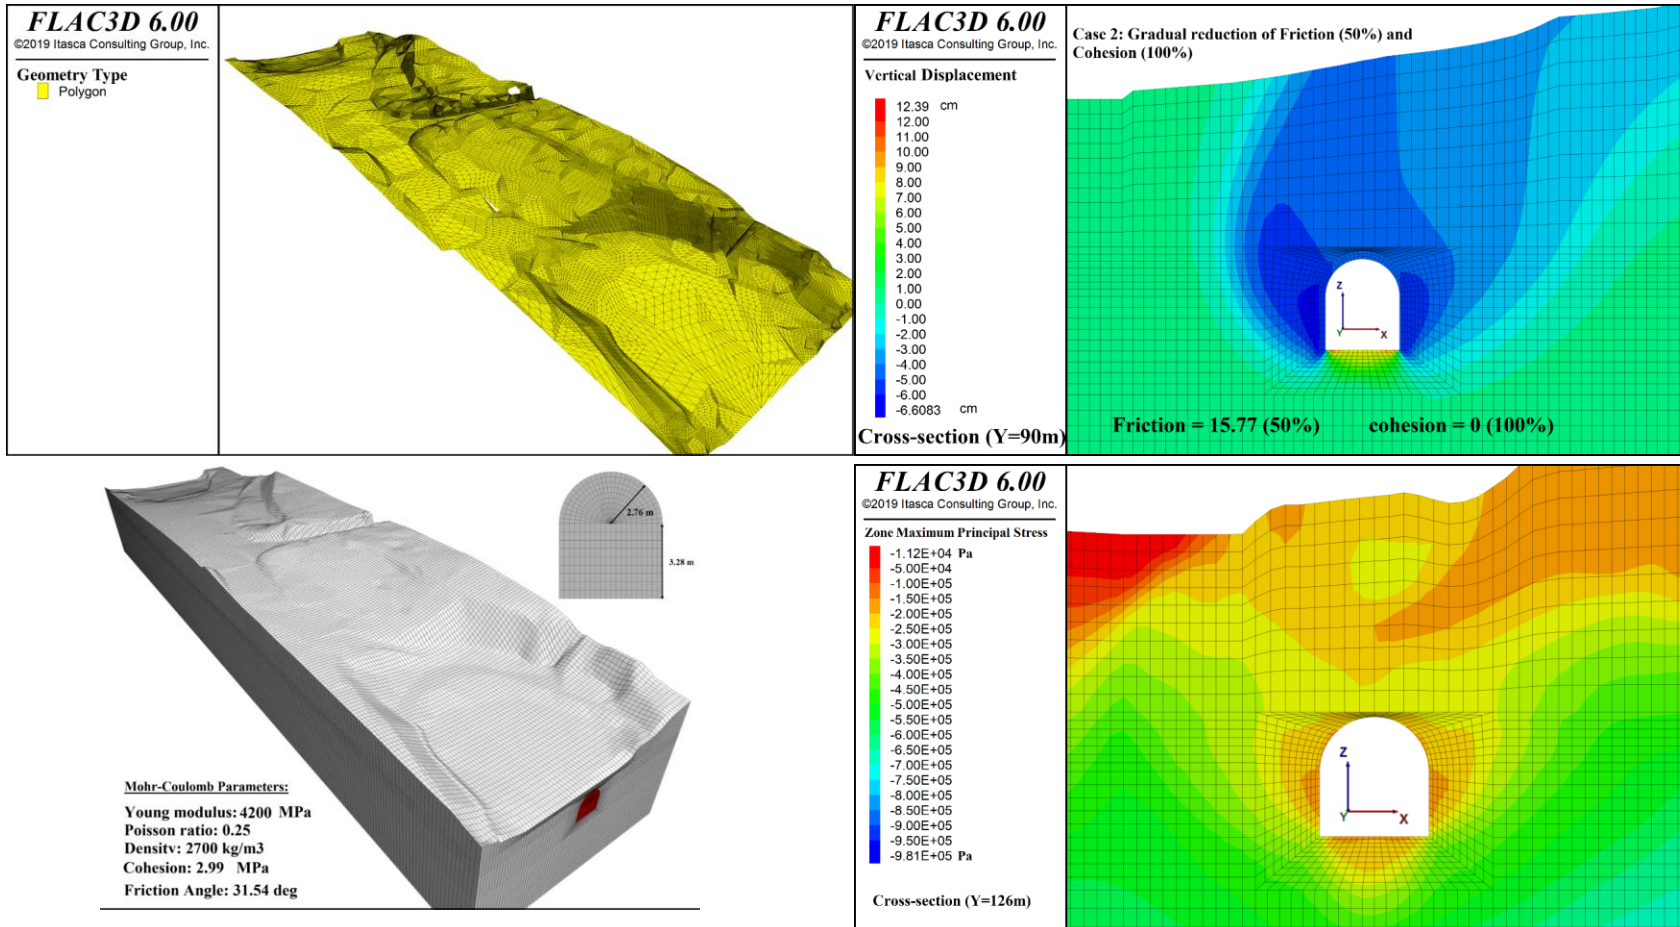 FLAC3D 6.00
©2019 Itasca Consulting Group, Inc.
Geometry Type
Polygon
FLAC3D 6.00
©2019 Itasca Consulting Group, Inc.
Vertical Displacement
12.39 cm
12.00
11.00
10.00
9.00
8.00
7.00
6.00
5.00
4.00
3.00
2.00
1.00
0.00
-1.00
-2.00
-3.00
-4.00
-5.00
-6.00
-6.6083 cm
Cross-section (Y=90m)
Case 2: Gradual reduction of Friction (50%) and
Cohesion (100%)
Z
Y
X
Friction = 15.77 (50%) cohesion = 0 (100%)
2.76 m
3,28 m
Mohr-Coulomb Parameters:
Young modulus: 4200 MPa
Poisson ratio: 0.25
Density: 2700 kg/m3
Cohesion: 2.99 MPa
Friction Angle: 31.54 deg
FLAC3D 6.00
©2019 Itasca Consulting Group, Inc.
Zone Maximum Principal Stress
-1.12E+04 Pa
-5.00E+04
-1.00E+05
-1.50E+05
-2.00E+05
-2.50E+05
-3.00E+05
-3.50E+05
-4.00E+05
-4.50E+05
-5.00E+05
-5.50E+05
-6.00E+05
-6.50E+05
-7.00E+05
-7.50E+05
-8.00E+05
-8.50E+05
-9.00E+05
-9.50E+05
-9.81E+05 Pa
Cross-section (Y=126m)
Z
Y
X